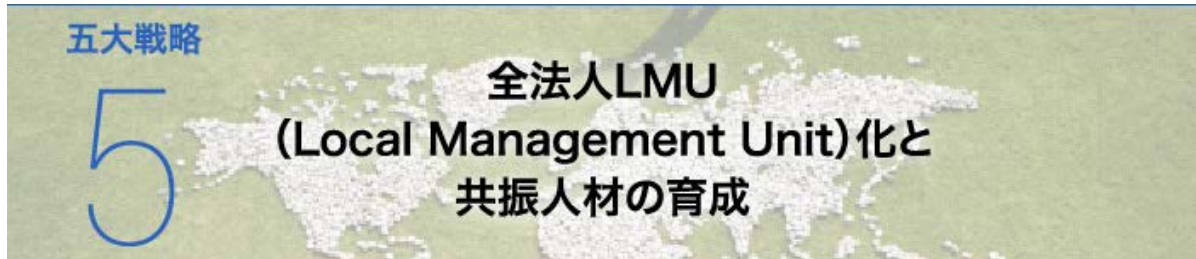 五大戦略
5
全法人LMU
（Local Management Unit）化と
共振人材の育成